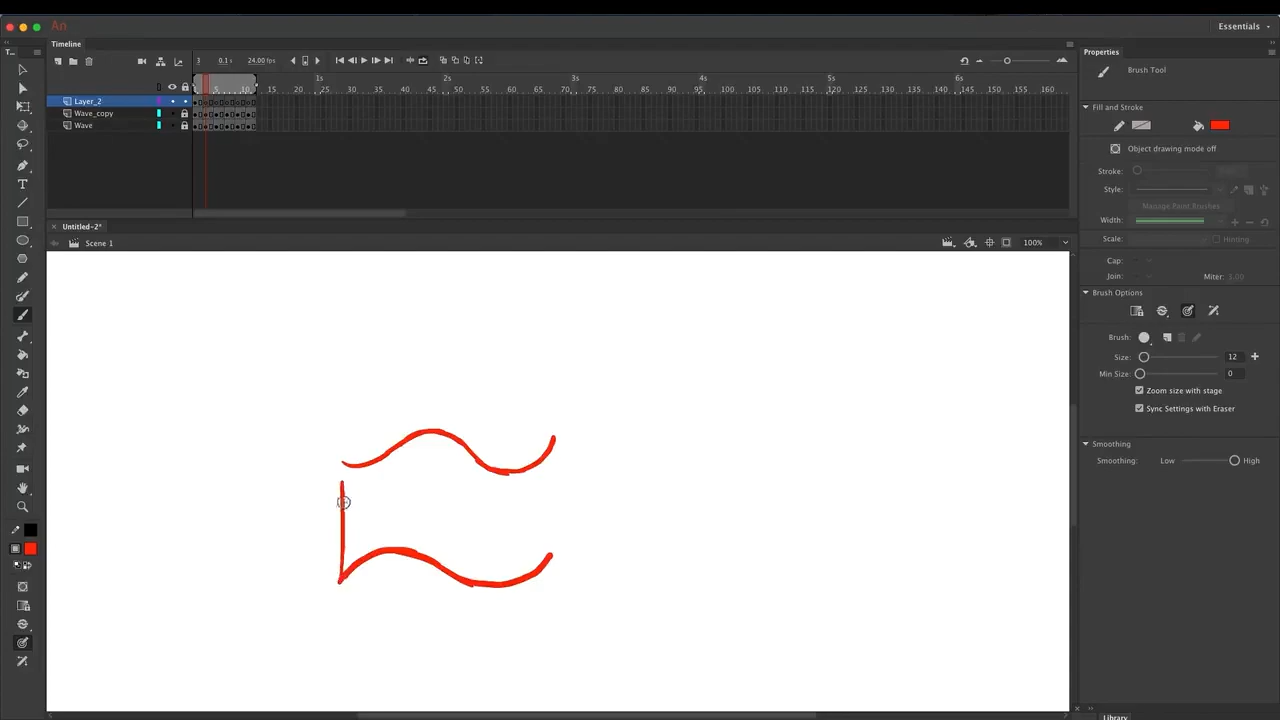 An
Essentials
T...
Timeline
Properties
3 0.1s 24.00 fps
1s 2s 3s 4s 5s 6s
5 10 15 20 25 30 35 40 45 50 55 60 65 70 75 80 85 90 95 100 105 110 115 120 125 130 135 140 145 150 155 160
Layer_2
Wave_copy
Wave
Untitled-2*
Scene 1
100%
Brush Tool
Fill and Stroke
Object drawing mode off
Stroke:
Style:
Manage Paint Brushes
Width:
Scale:
Hinting
Cap:
Join:
Miter: 3.00
Brush Options
Brush:
Size: 12
Min Size: 0
Zoom size with stage
Sync Settings with Eraser
Smoothing
Smoothing: Low High
Library